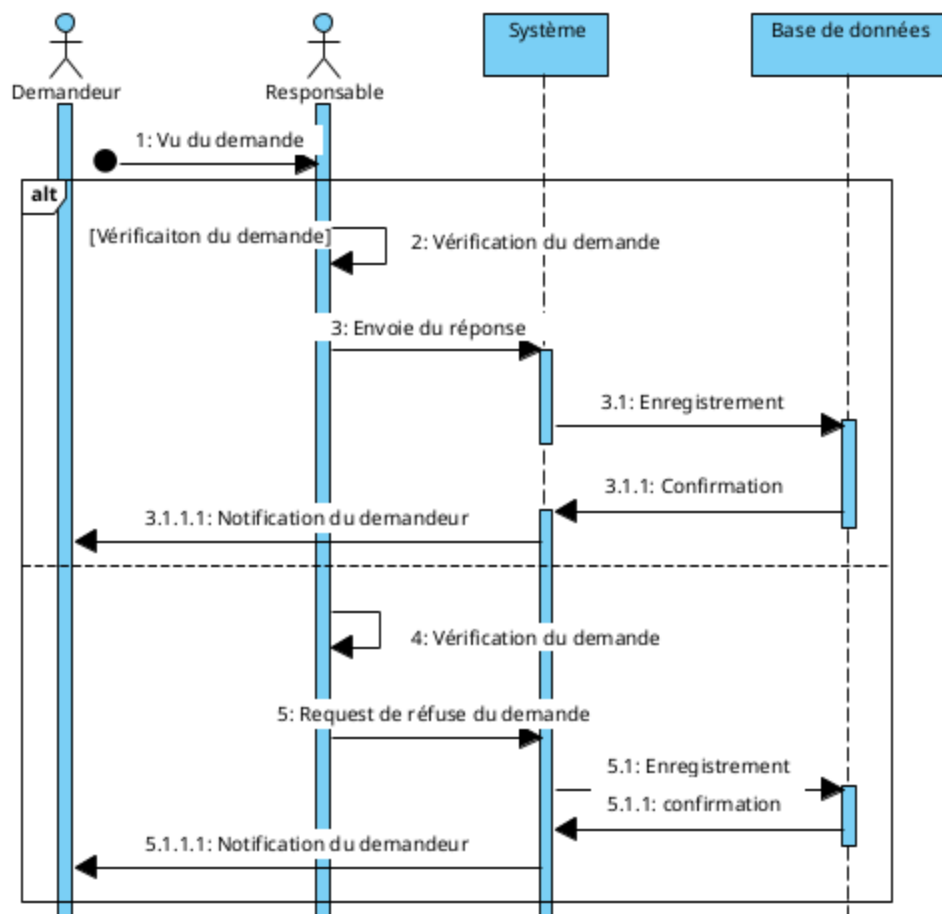 Système
Base de données
Demandeur
Responsable
1: Vu du demande
alt
[Vérificaiton du demande]
2: Vérification du demande
3: Envoie du réponse
3.1: Enregistrement
3.1.1: Confirmation
3.1.1.1: Notification du demandeur
4: Vérification du demande
5: Request de réfuse du demande
5.1: Enregistrement
5.1.1: confirmation
5.1.1.1: Notification du demandeur